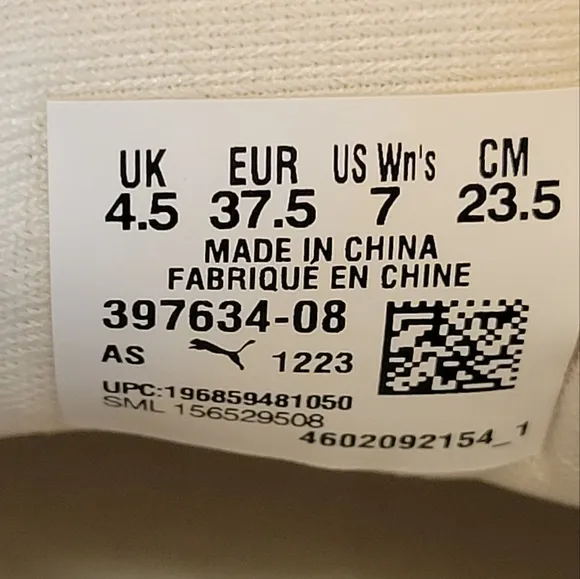 UK EUR US Wn's CM
4.5 37.5 7 23.5
MADE IN CHINA
FABRIQUÉ EN CHINE
397634-08
AS 1223
UPC:196859481050
SML 156529508
4602092154_1